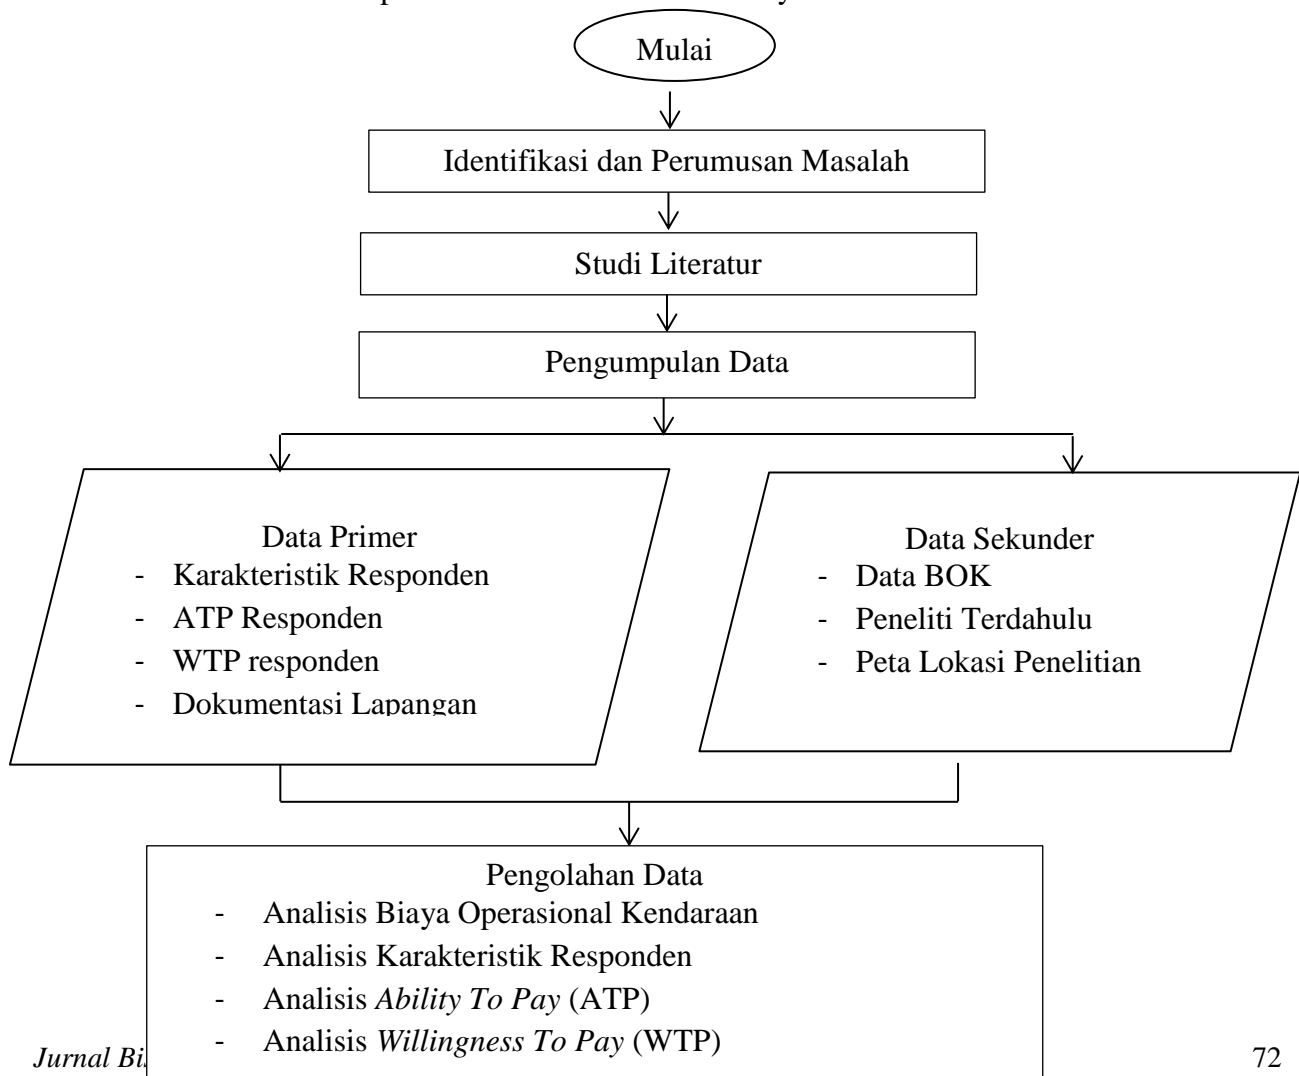 Mulai
Identifikasi dan Perumusan Masalah
Studi Literatur
Pengumpulan Data
Data Primer
- Karakteristik Responden
- ATP Responden
- WTP responden
- Dokumentasi Lapangan
Data Sekunder
- Data BOK
- Peneliti Terdahulu
- Peta Lokasi Penelitian
Pengolahan Data
- Analisis Biaya Operasional Kendaraan
- Analisis Karakteristik Responden
- Analisis Ability To Pay (ATP)
- Analisis Willingness To Pay (WTP)
Jurnal
72